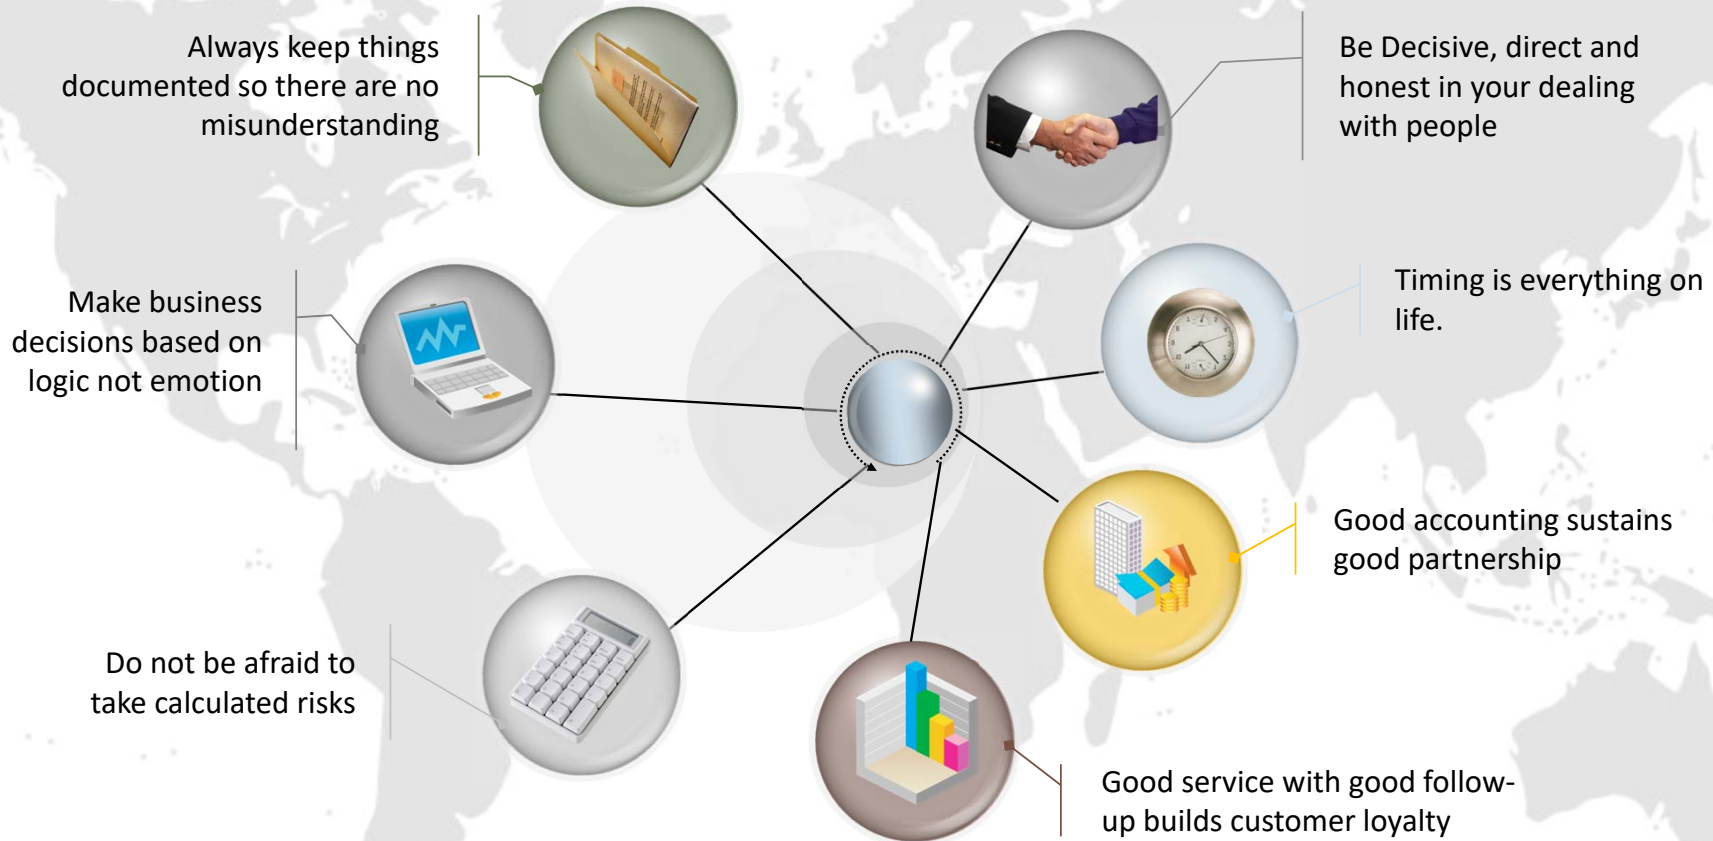 Always keep things
documented so there are no
misunderstanding
Be Decisive, direct and
honest in your dealing
with people
Make business
decisions based on
logic not emotion
Timing is everything on
life.
Good accounting sustains
good partnership
Do not be afraid to
take calculated risks
Good service with good follow-
up builds customer loyalty